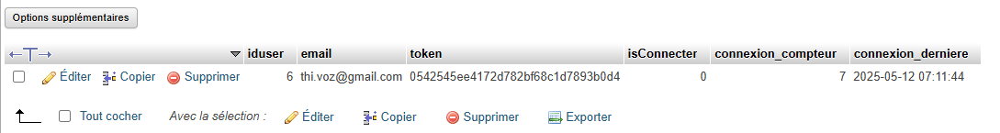 Options supplémentaires
iduser email token isConnecter connexion_compteur connexion_derniere
Éditer Copier Supprimer 6 thi.voz@gmail.com 0542545ee4172d782bf68c1d7893b0d4 0 7 2025-05-12 07:11:44
Tout cocher Avec la sélection : Éditer Copier Supprimer Exporter